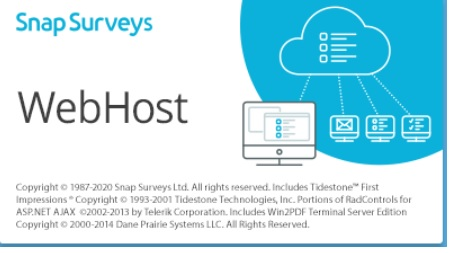 Snap Surveys
WebHost
Copyright © 1987-2020 Snap Surveys Ltd. All rights reserved. Includes Tidestone™ First
Impressions ® Copyright © 1993-2001 Tidestone Technologies, Inc. Portions of RadControls for
ASP.NET AJAX ©2002-2013 by Telerik Corporation. Includes Win2PDF Terminal Server Edition
Copyright © 2000-2014 Dane Prairie Systems LLC. All Rights Reserved.